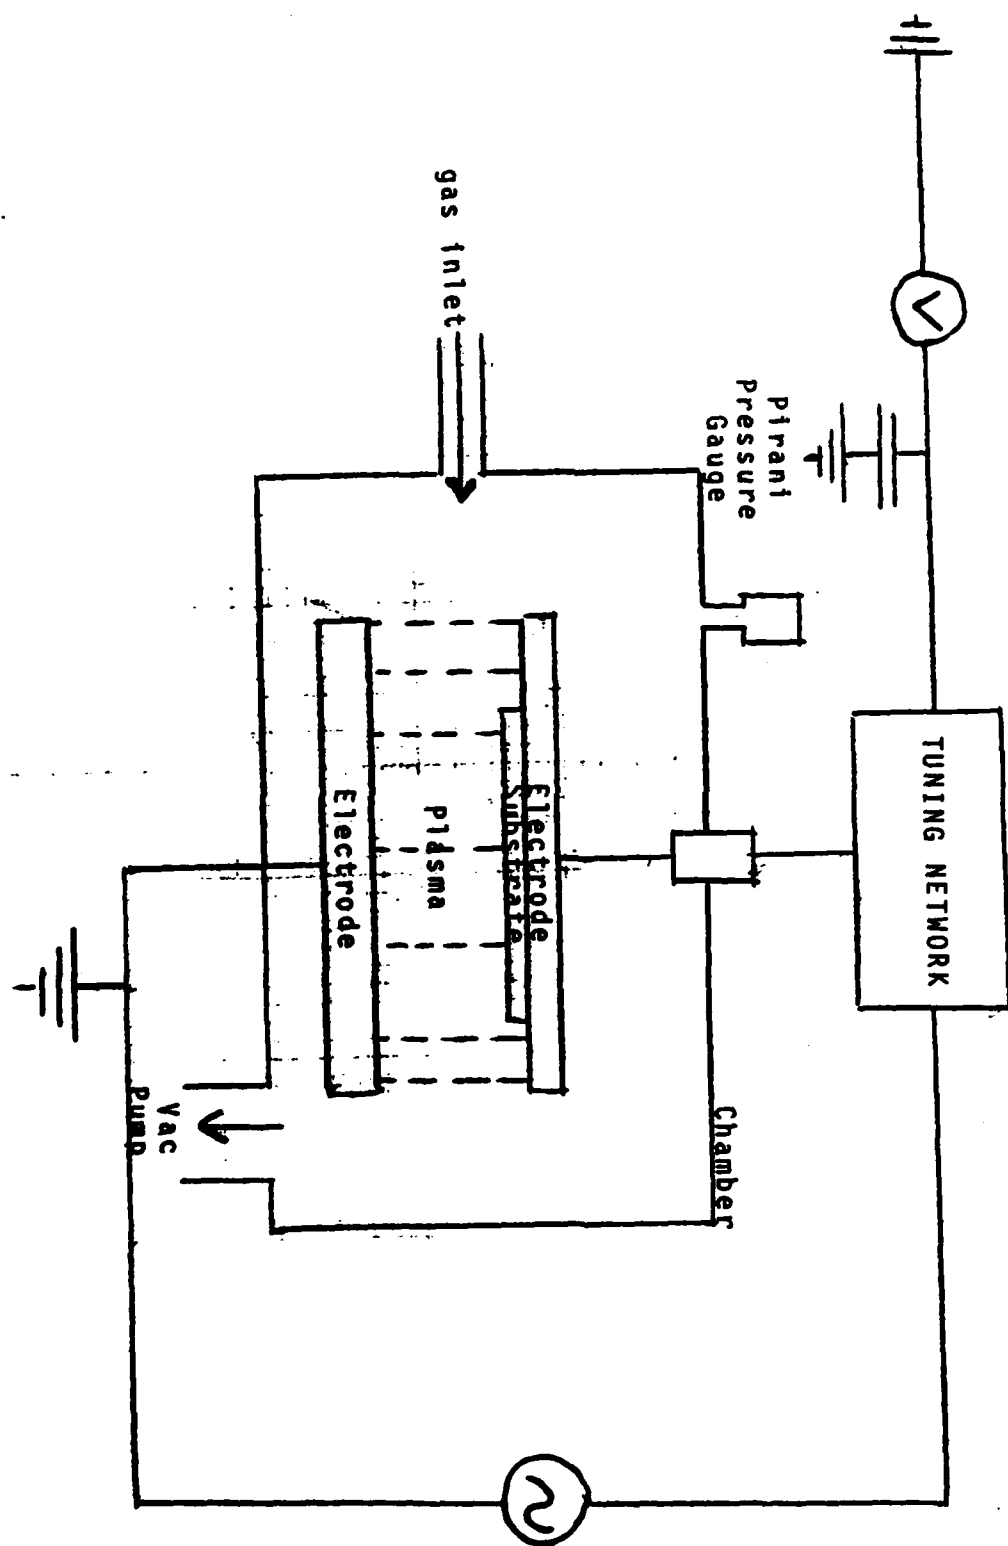 V
TUNING NETWORK
Pirani
Pressure
Gauge
gas inlet
Chamber
Electrode
Substrate
Plasma
Electrode
Vac
Pump